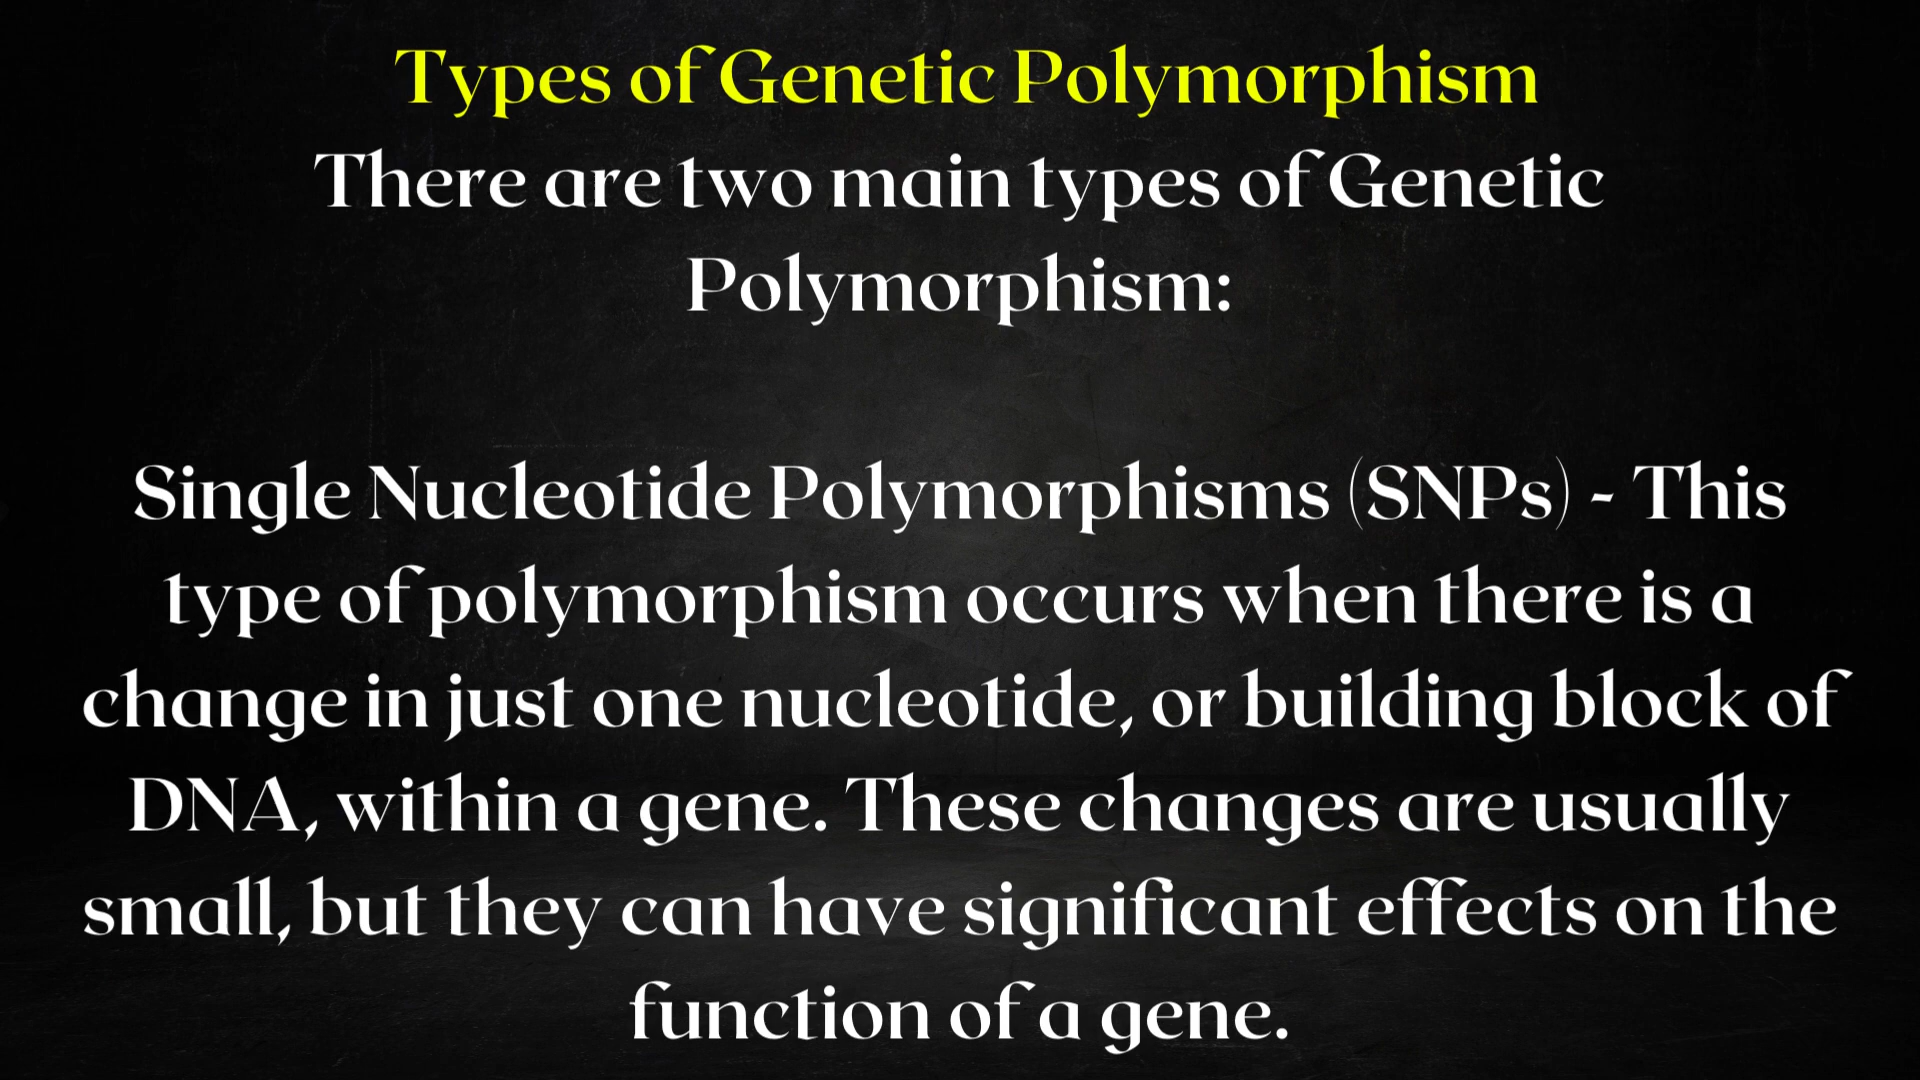 Types of Genetic Polymorphism
There are two main types of Genetic
Polymorphism:
Single Nucleotide Polymorphisms (SNPs) - This
type of polymorphism occurs when there is a
change in just one nucleotide, or building block of
DNA, within a gene. These changes are usually
small, but they can have significant effects on the
function of a gene.